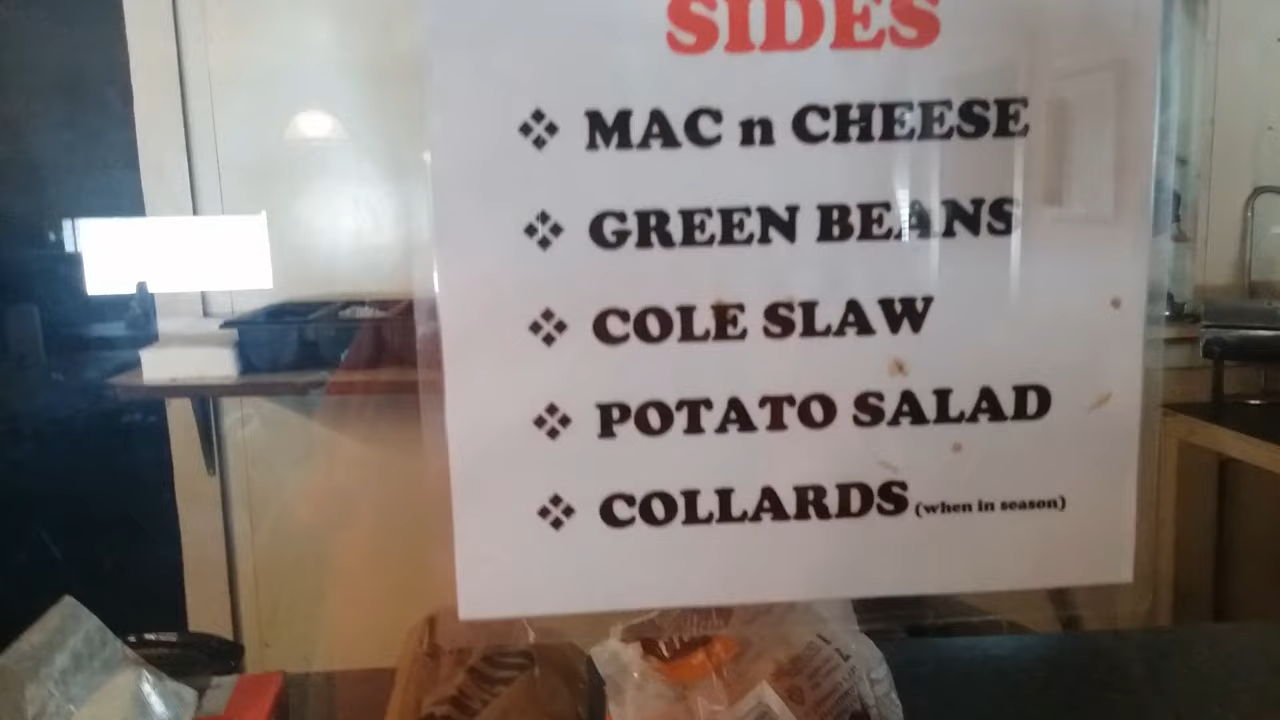 SIDES
❖ MAC n CHEESE
❖ GREEN BEANS
❖ COLE SLAW
❖ POTATO SALAD
❖ COLLARDS (when in season)